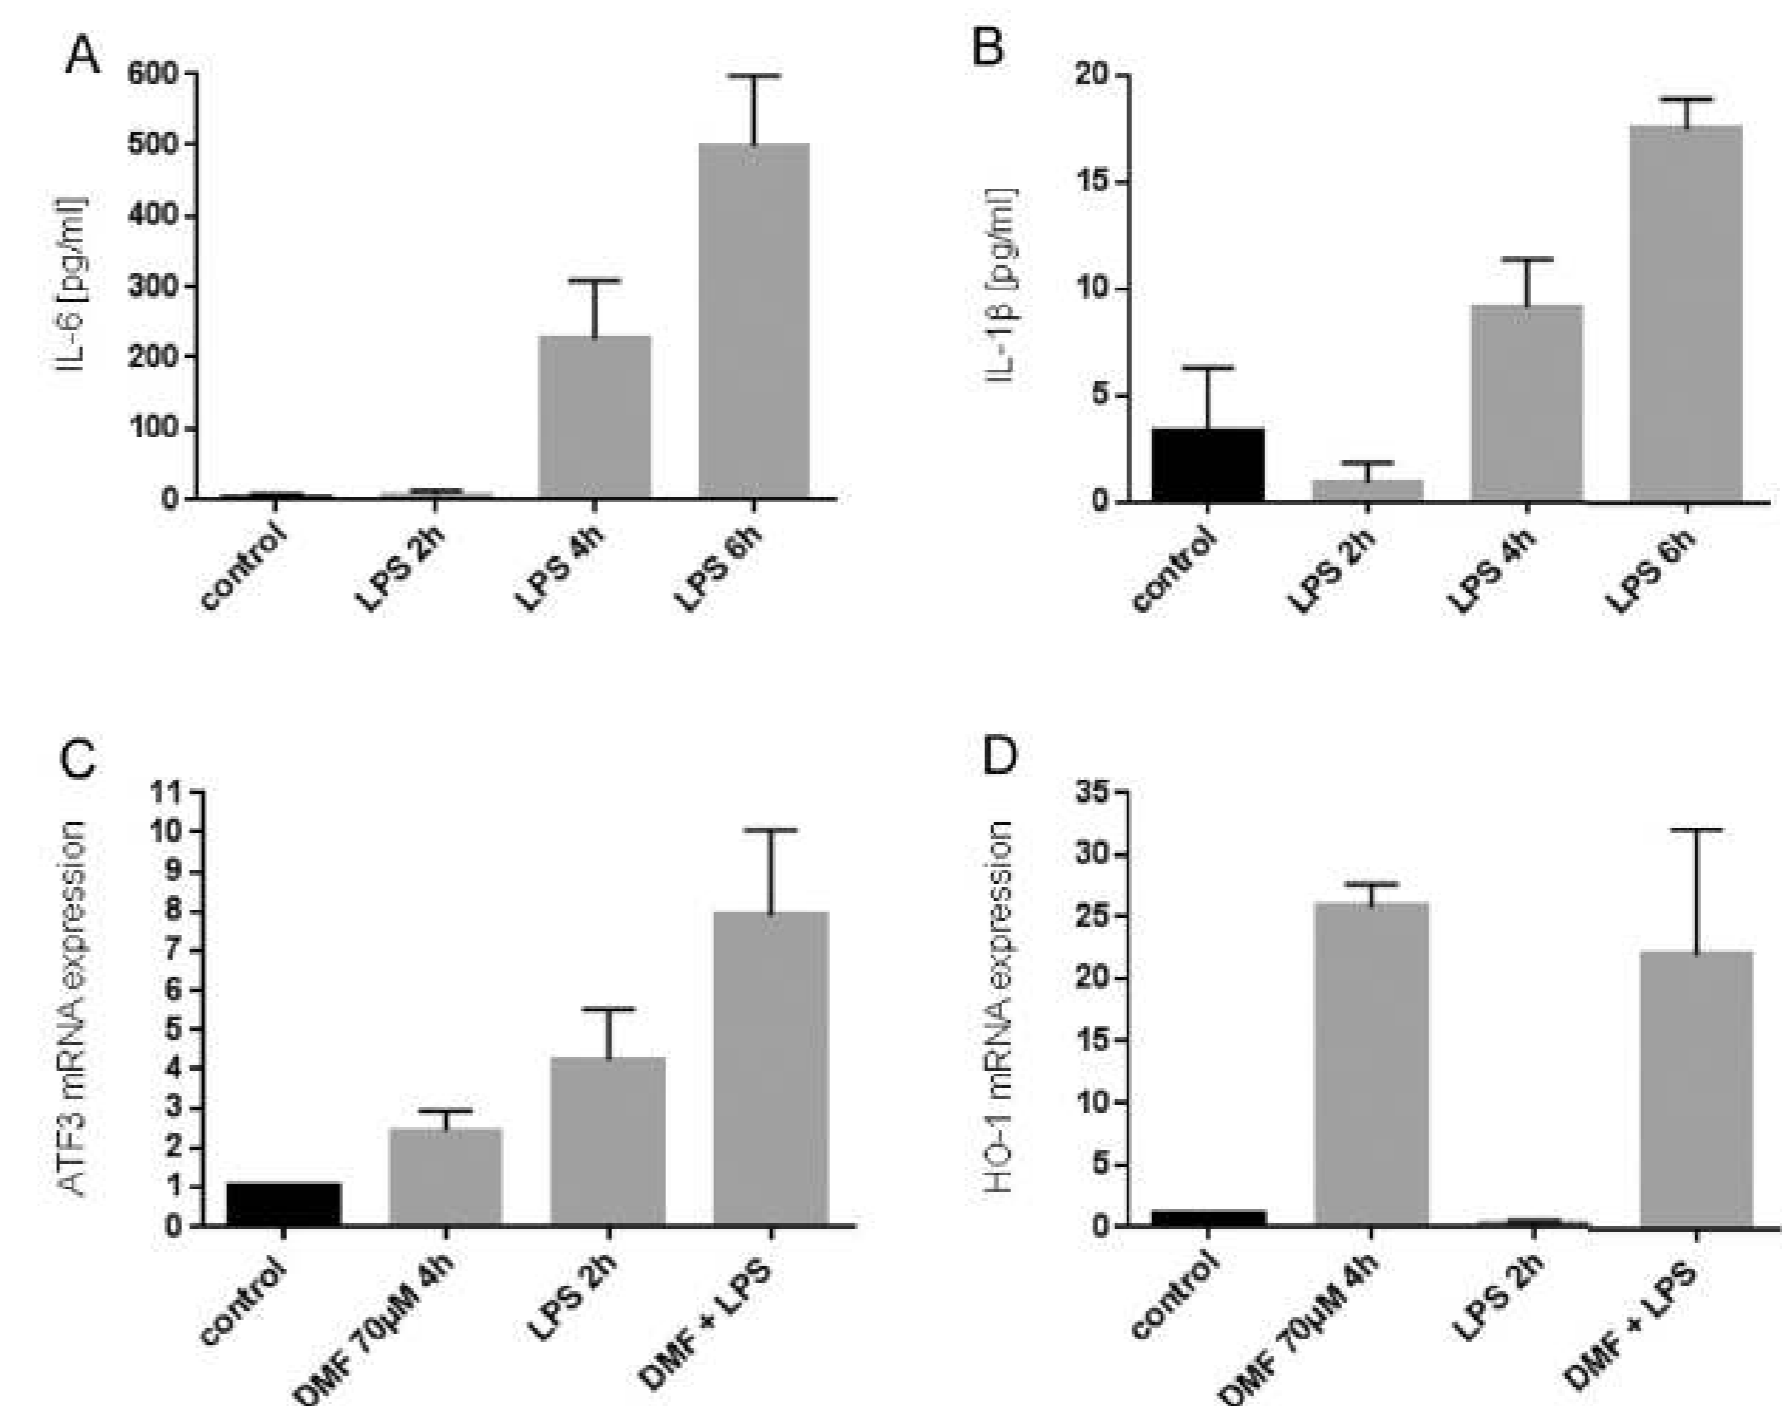 A
600
500
400
300
200
100
0
IL-6 [pg/ml]
control
LPS 2h
LPS 4h
LPS 6h
B
20
15
10
5
0
IL-1β [pg/ml]
control
LPS 2h
LPS 4h
LPS 6h
C
11
10
9
8
7
6
5
4
3
2
1
0
ATF3 mRNA expression
control
DMF 70µM 4h
LPS 2h
DMF + LPS
D
35
30
25
20
15
10
5
0
HO-1 mRNA expression
control
DMF 70µM 4h
LPS 2h
DMF + LPS